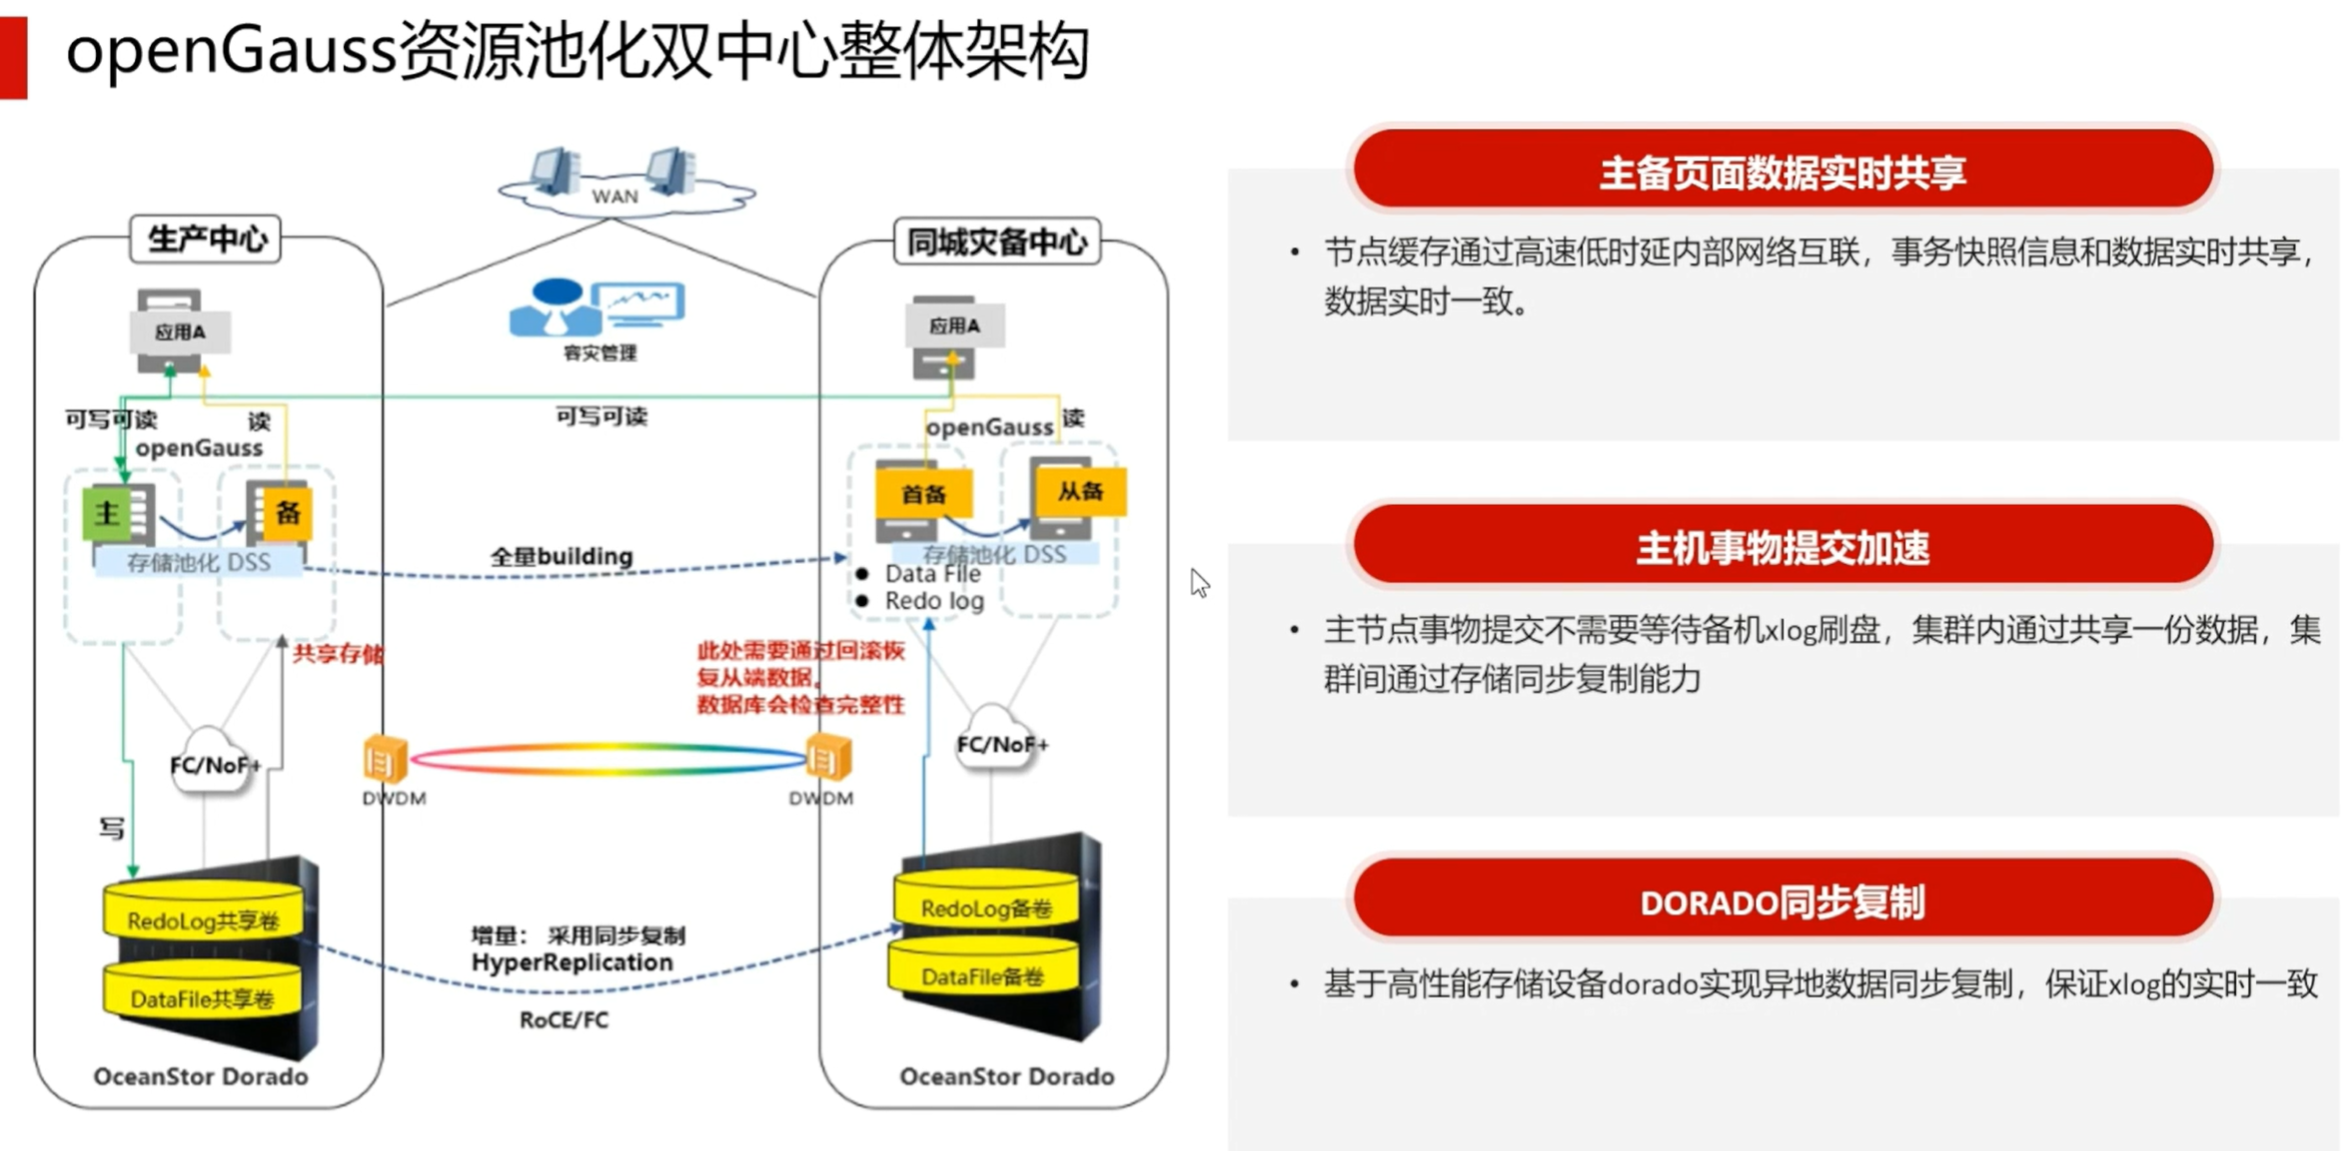 openGauss资源池化双中心整体架构
WAN
生产中心
同城灾备中心
应用A
容灾管理
应用A
可写可读
读
可写可读
读
openGauss
openGauss
主
备
首备
从备
存储池化 DSS
全量building
存储池化 DSS
Data File
Redo log
共享存储
此处需要通过回滚恢
复从端数据。
数据库会检查完整性
FC/NoF+
FC/NoF+
DWDM
DWDM
写
RedoLog共享卷
DataFile共享卷
增量： 采用同步复制
HyperReplication
RoCE/FC
RedoLog备卷
DataFile备卷
OceanStor Dorado
OceanStor Dorado
主备页面数据实时共享
• 节点缓存通过高速低时延内部网络互联，事务快照信息和数据实时共享，
数据实时一致。
主机事物提交加速
• 主节点事物提交不需要等待备机xlog刷盘，集群内通过共享一份数据，集
群间通过存储同步复制能力
DORADO同步复制
• 基于高性能存储设备dorado实现异地数据同步复制，保证xlog的实时一致